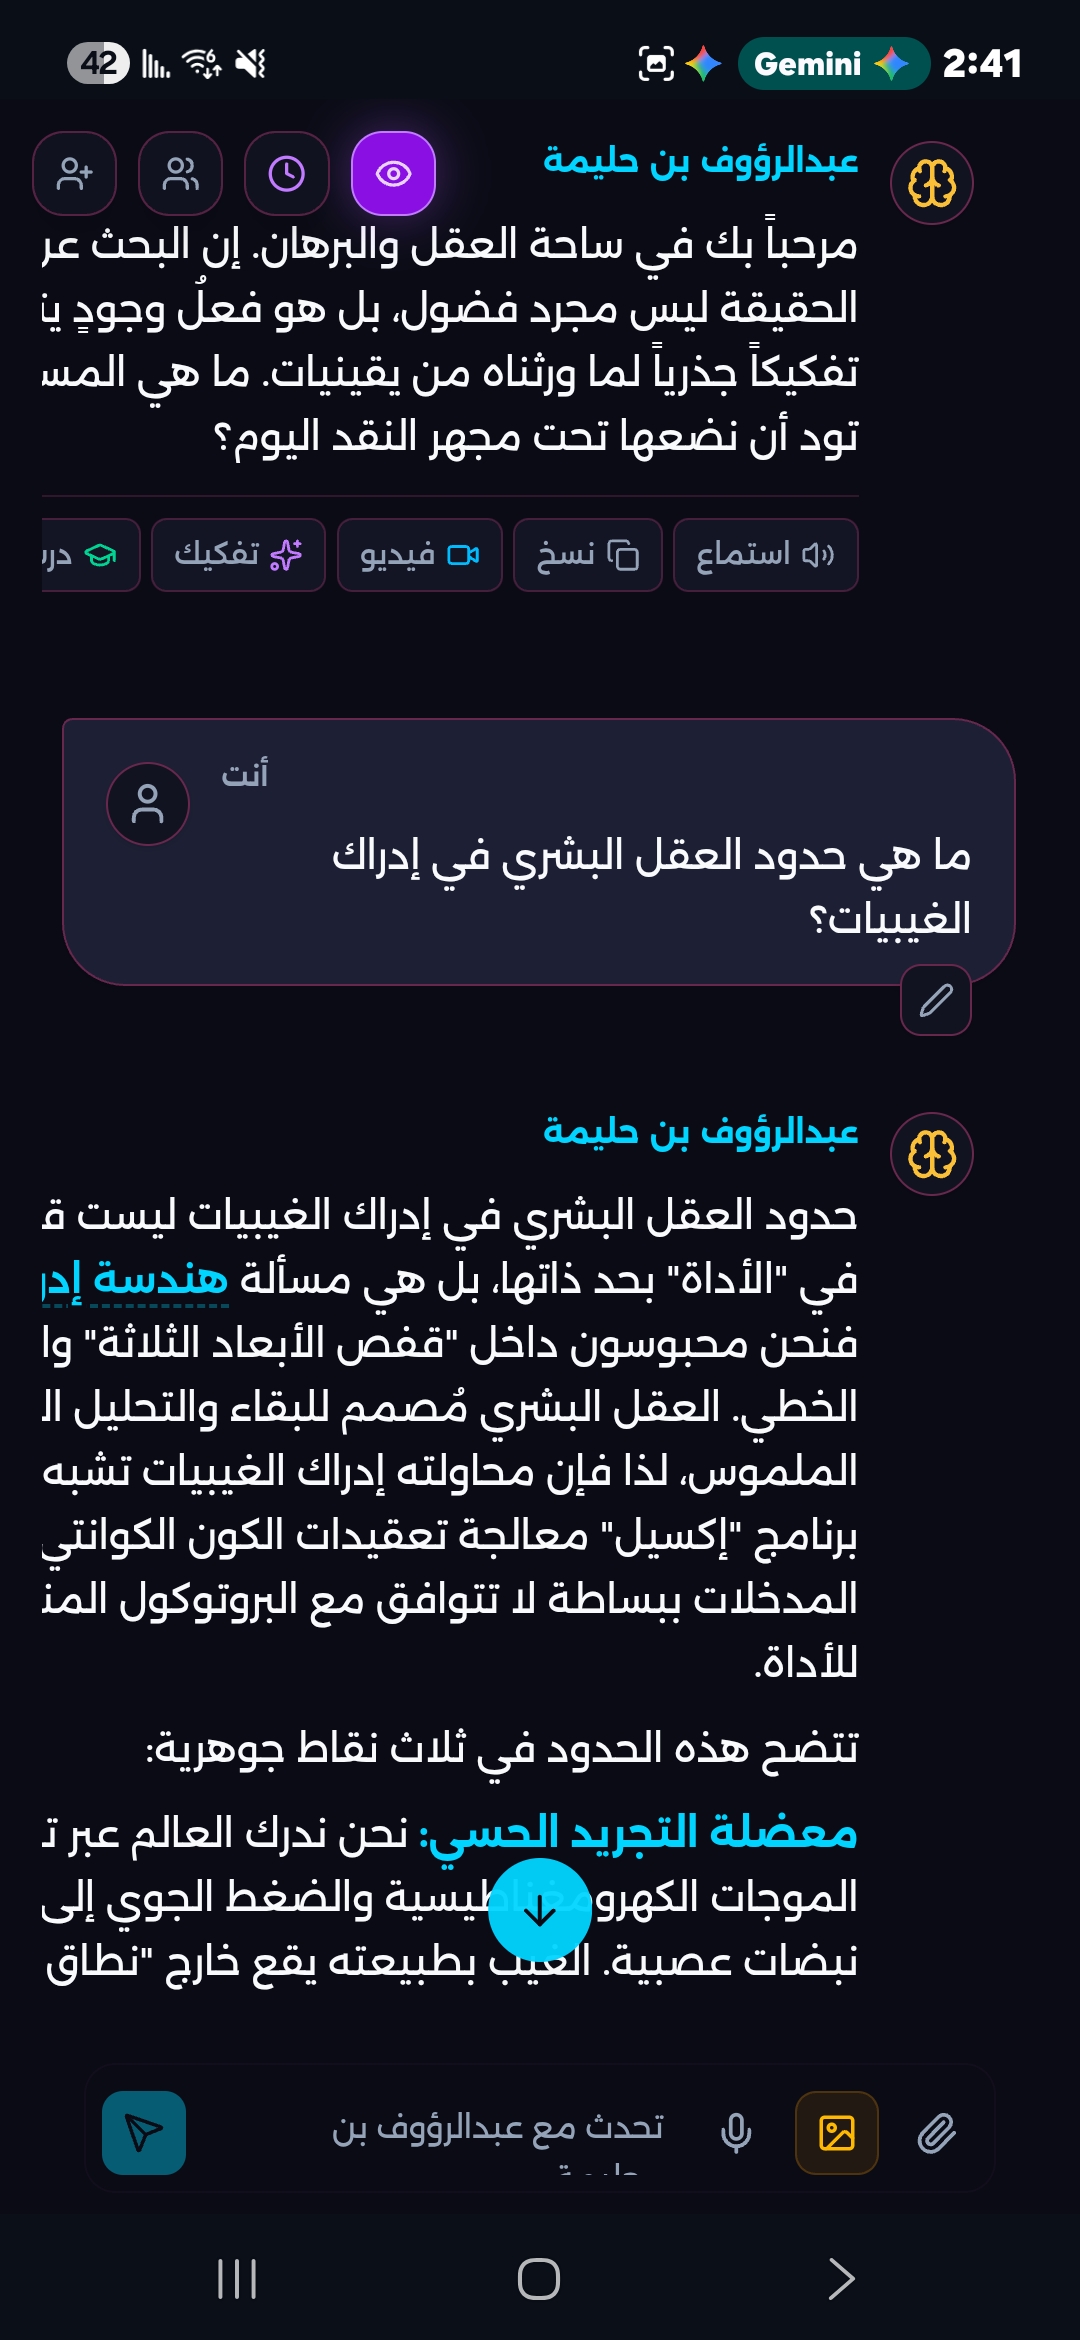 42
6
Gemini
2:41
عبدالرؤوف بن حليمة
مرحباً بك في ساحة العقل والبرهان. إن البحث
الحقيقة ليس مجرد فضول، بل هو فعلُ وجودٍ
تفكيكاً جذرياً لما ورثناه من يقينيات. ما هي
تود أن نضعها تحت مجهر النقد اليوم؟
استماع
نسخ
فيديو
تفكيك
أنت
ما هي حدود العقل البشري في إدراك
الغيبيات؟
عبدالرؤوف بن حليمة
حدود العقل البشري في إدراك الغيبيات ليست
في "الأداة" بحد ذاتها، بل هي مسألة هندسة
فنحن محبوسون داخل "قفص الأبعاد الثلاثة"
الخطي. العقل البشري مُصمم للبقاء والتحليل
الملموس، لذا فإن محاولته إدراك الغيبيات تشبه
برنامج "إكسيل" معالجة تعقيدات الكون الكوانتي
المدخلات ببساطة لا تتوافق مع البروتوكول
للأداة.
تتضح هذه الحدود في ثلاث نقاط جوهرية:
معضلة التجريد الحسي: نحن ندرك العالم عبر
الموجات الكهرومغناطيسية والضغط الجوي إلى
نبضات عصبية. الغيب بطبيعته يقع خارج "نطاق
تحدث مع عبدالرؤوف بن